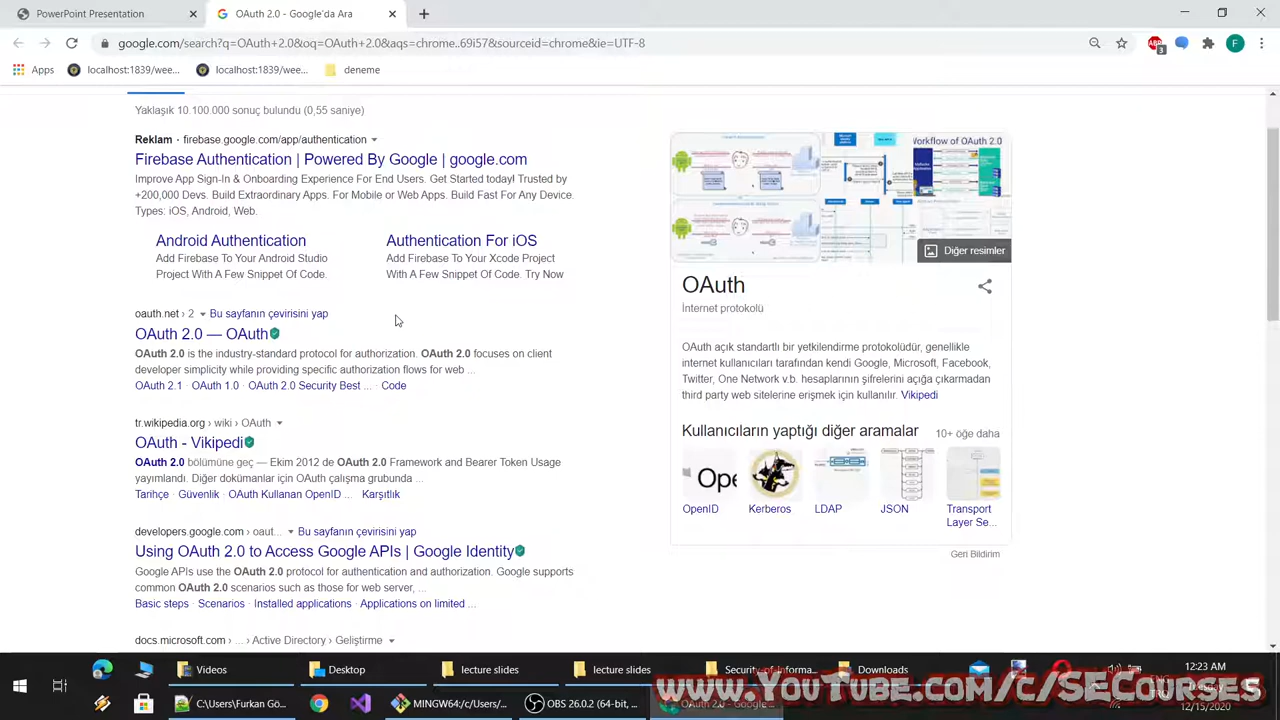 PowerPoint Presentation
OAuth 2.0 - Google'da Ara
google.com/search?q=OAuth+2.0&oq=OAuth+2.0&aqs=chrome..69i57&sourceid=chrome&ie=UTF-8
Apps
localhost:1839/wee...
localhost:1839/wee...
deneme
Yaklaşık 10.100.000 sonuç bulundu (0,55 saniye)
Reklam · firebase.google.com/app/authentication
Firebase Authentication | Powered By Google | google.com
Improve App Sign In & Onboarding Experience For End Users. Get Started today! Trusted by
+200,000 Devs. Build Extraordinary Apps. For Mobile or Web Apps. Build Fast For Any Device.
Types: iOS, Android, Web.
Android Authentication
Add Firebase To Your Android Studio
Project With A Few Snippet Of Code.
Authentication For iOS
Add Firebase To Your Xcode Project
With A Few Snippet Of Code. Try Now
oauth.net › 2 Bu sayfanın çevirisini yap
OAuth 2.0 — OAuth
OAuth 2.0 is the industry-standard protocol for authorization. OAuth 2.0 focuses on client
developer simplicity while providing specific authorization flows for web ...
OAuth 2.1 · OAuth 1.0 · OAuth 2.0 Security Best ... · Code
tr.wikipedia.org › wiki › OAuth
OAuth - Vikipedi
OAuth 2.0 bölümüne geç — Ekim 2012 de OAuth 2.0 Framework and Bearer Token Usage
yayımlandı. Diğer dokümanlar için OAuth çalışma grubunda ...
Tarihçe · Güvenlik · OAuth Kullanan OpenID ... · Karşıtlık
developers.google.com › oaut... Bu sayfanın çevirisini yap
Using OAuth 2.0 to Access Google APIs | Google Identity
Google APIs use the OAuth 2.0 protocol for authentication and authorization. Google supports
common OAuth 2.0 scenarios such as those for web server, ...
Basic steps · Scenarios · Installed applications · Applications on limited ...
docs.microsoft.com › ... › Active Directory › Geliştirme
Workflow of OAuth 2.0
Diğer resimler
OAuth
İnternet protokolü
OAuth açık standartlı bir yetkilendirme protokolüdür, genellikle
internet kullanıcıları tarafından kendi Google, Microsoft, Facebook,
Twitter, One Network v.b. hesaplarının şifrelerini açığa çıkarmadan
third party web sitelerine erişmek için kullanılır. Vikipedi
Kullanıcıların yaptığı diğer aramalar
10+ öğe daha
Ope
OpenID
Kerberos
LDAP
JSON
Transport
Layer Se...
Geri Bildirim
F
3
Videos
Desktop
lecture slides
lecture slides
Security-of-Informa...
Downloads
12:23 AM
Tuesday
12/15/2020
ENG
TRQ
C:\Users\Furkan Gö...
MINGW64:/c/Users/...
OBS 26.0.2 (64-bit, ...
OAuth 2.0 - Google ...
www.YouTube.com/c/SECourses
5